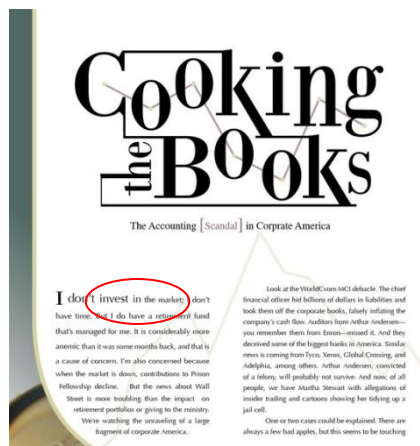 Cooking
the Books
The Accounting [Scandal] in Corprate America
I don't invest in the market; I don't
have time. But I do have a retirement fund
that's managed for me. It is considerably more
anemic than it was some months back, and that is
a cause of concern. I'm also concerned because
when the market is down, contributions to Prison
Fellowship decline. But the news about Wall
Street is more troubling than the impact on
retirement portfolios or giving to the ministry.
We're watching the unraveling of a large
fragment of corporate America.
Look at the WorldCvom MCI debacle. The chief
financial officer hid billions of dollars in liabilities and
took them off the corporate books, falsely inflating the
company's cash flow. Auditors from Arthur Andersen—
you remember them from Enron—missed it. And they
deceived some of the biggest banks in America. Similar
news is coming from Tyco, Xerox, Global Crossing, and
Adelphia, among others. Arthur Andersen, convicted
of a felony, will probably not survive. And now, of all
people, we have Martha Stewart with allegations of
insider trading and cartoons showing her tidying up a
jail cell.
One or two cases could be explained. There are
always a few bad apples, but this seems to be touching